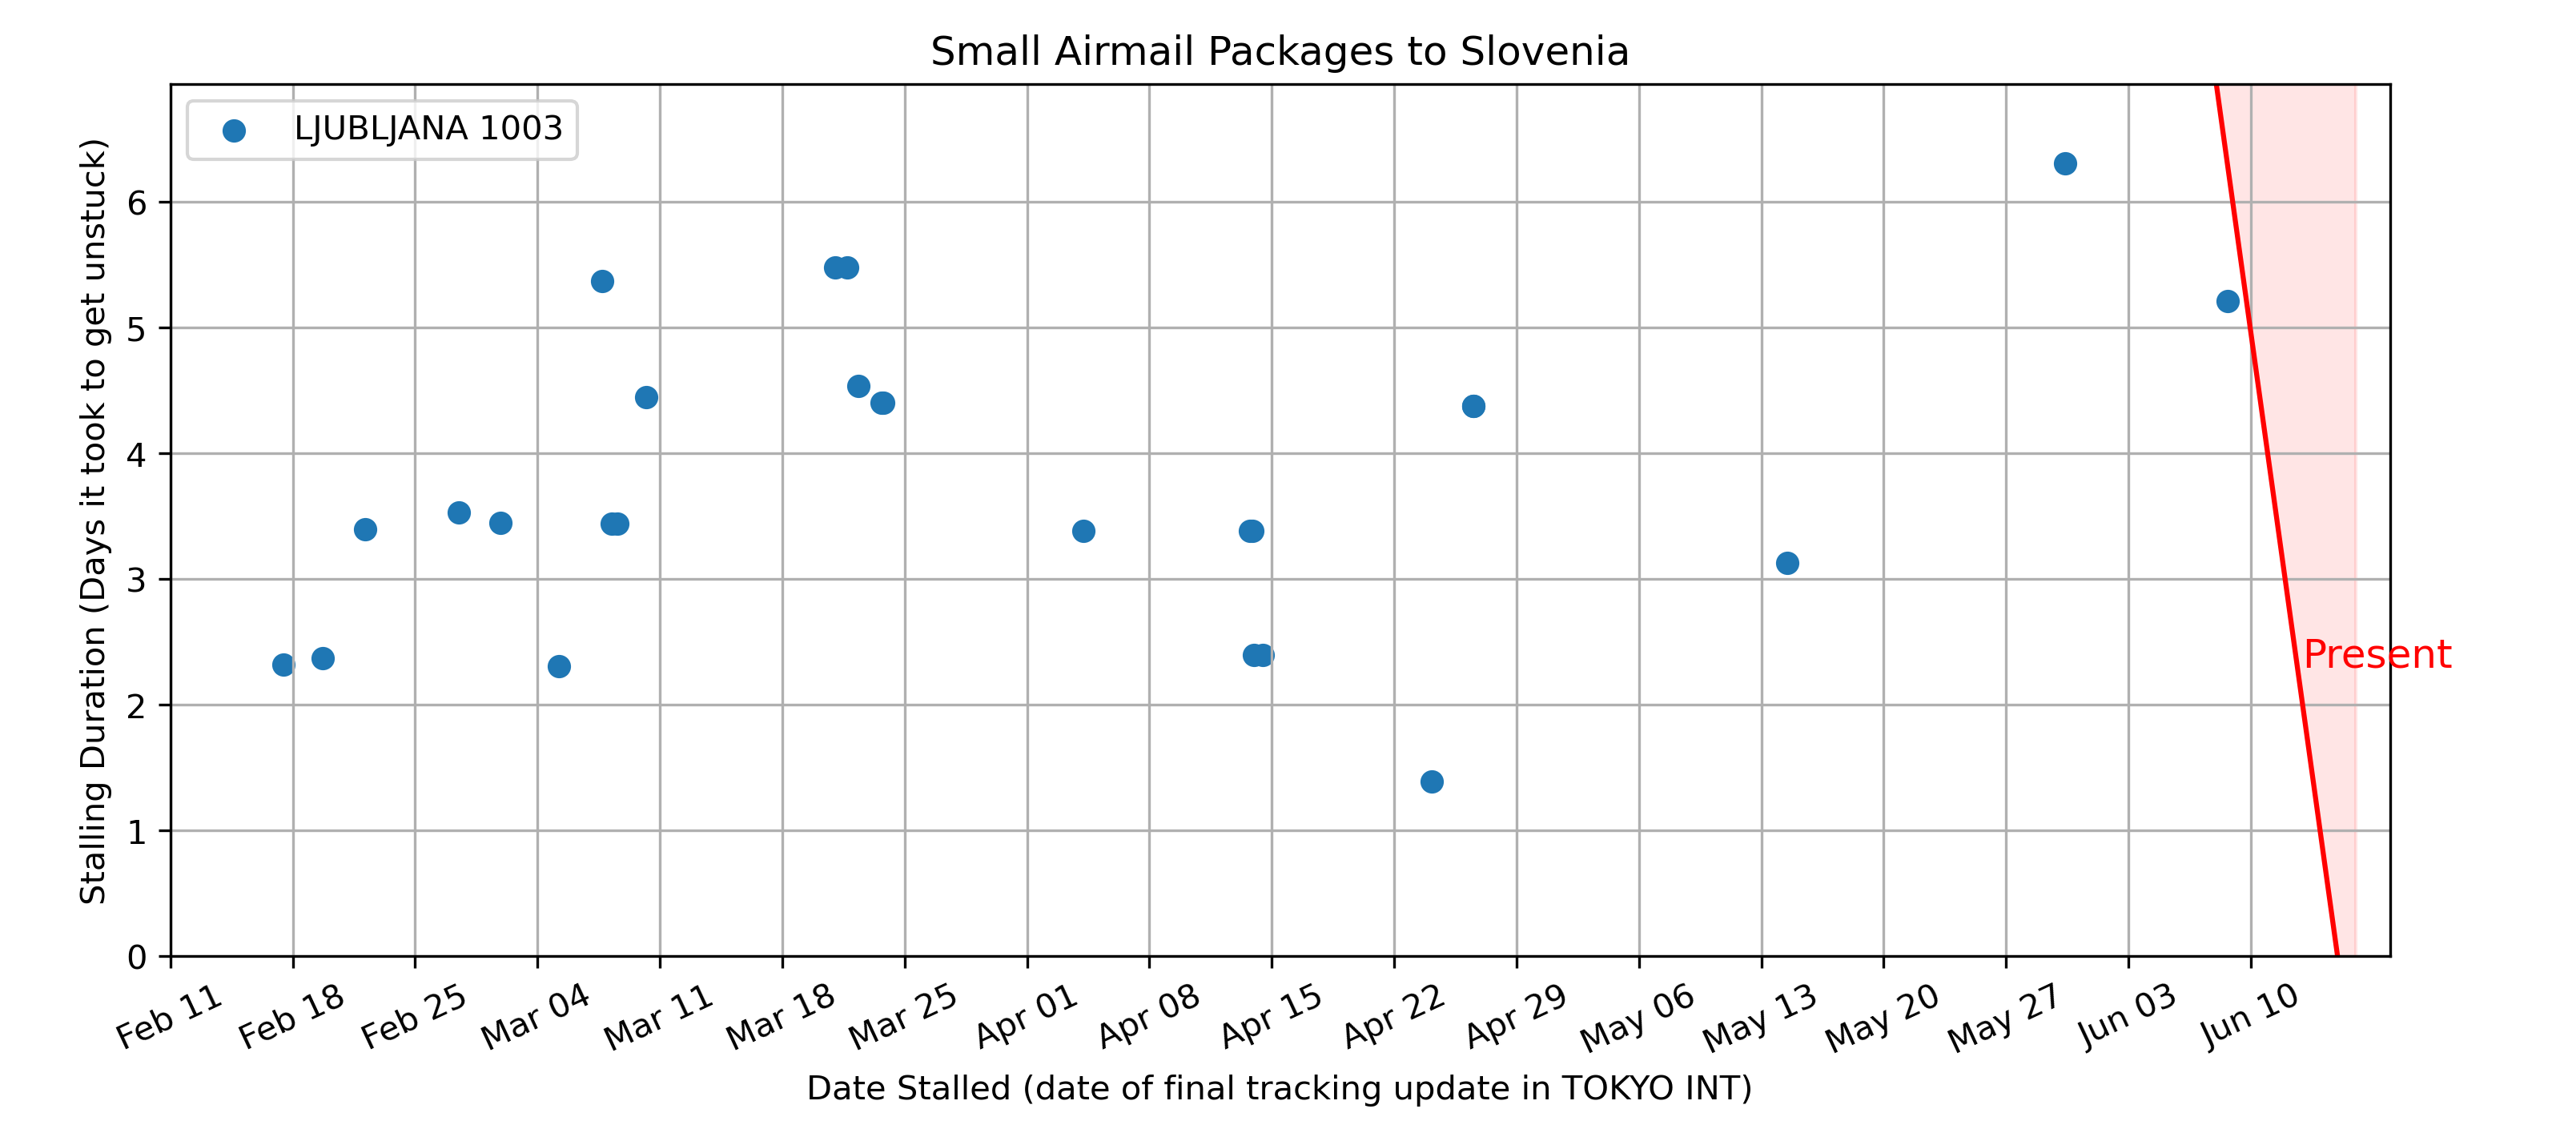 Small Airmail Packages to Slovenia
LJUBLJANA 1003
Stalling Duration (Days it took to get unstuck)
6
5
4
3
2
1
0
Present
Feb 11
Feb 18
Feb 25
Mar 04
Mar 11
Mar 18
Mar 25
Apr 01
Apr 08
Apr 15
Apr 22
Apr 29
May 06
May 13
May 20
May 27
Jun 03
Jun 10
Date Stalled (date of final tracking update in TOKYO INT)